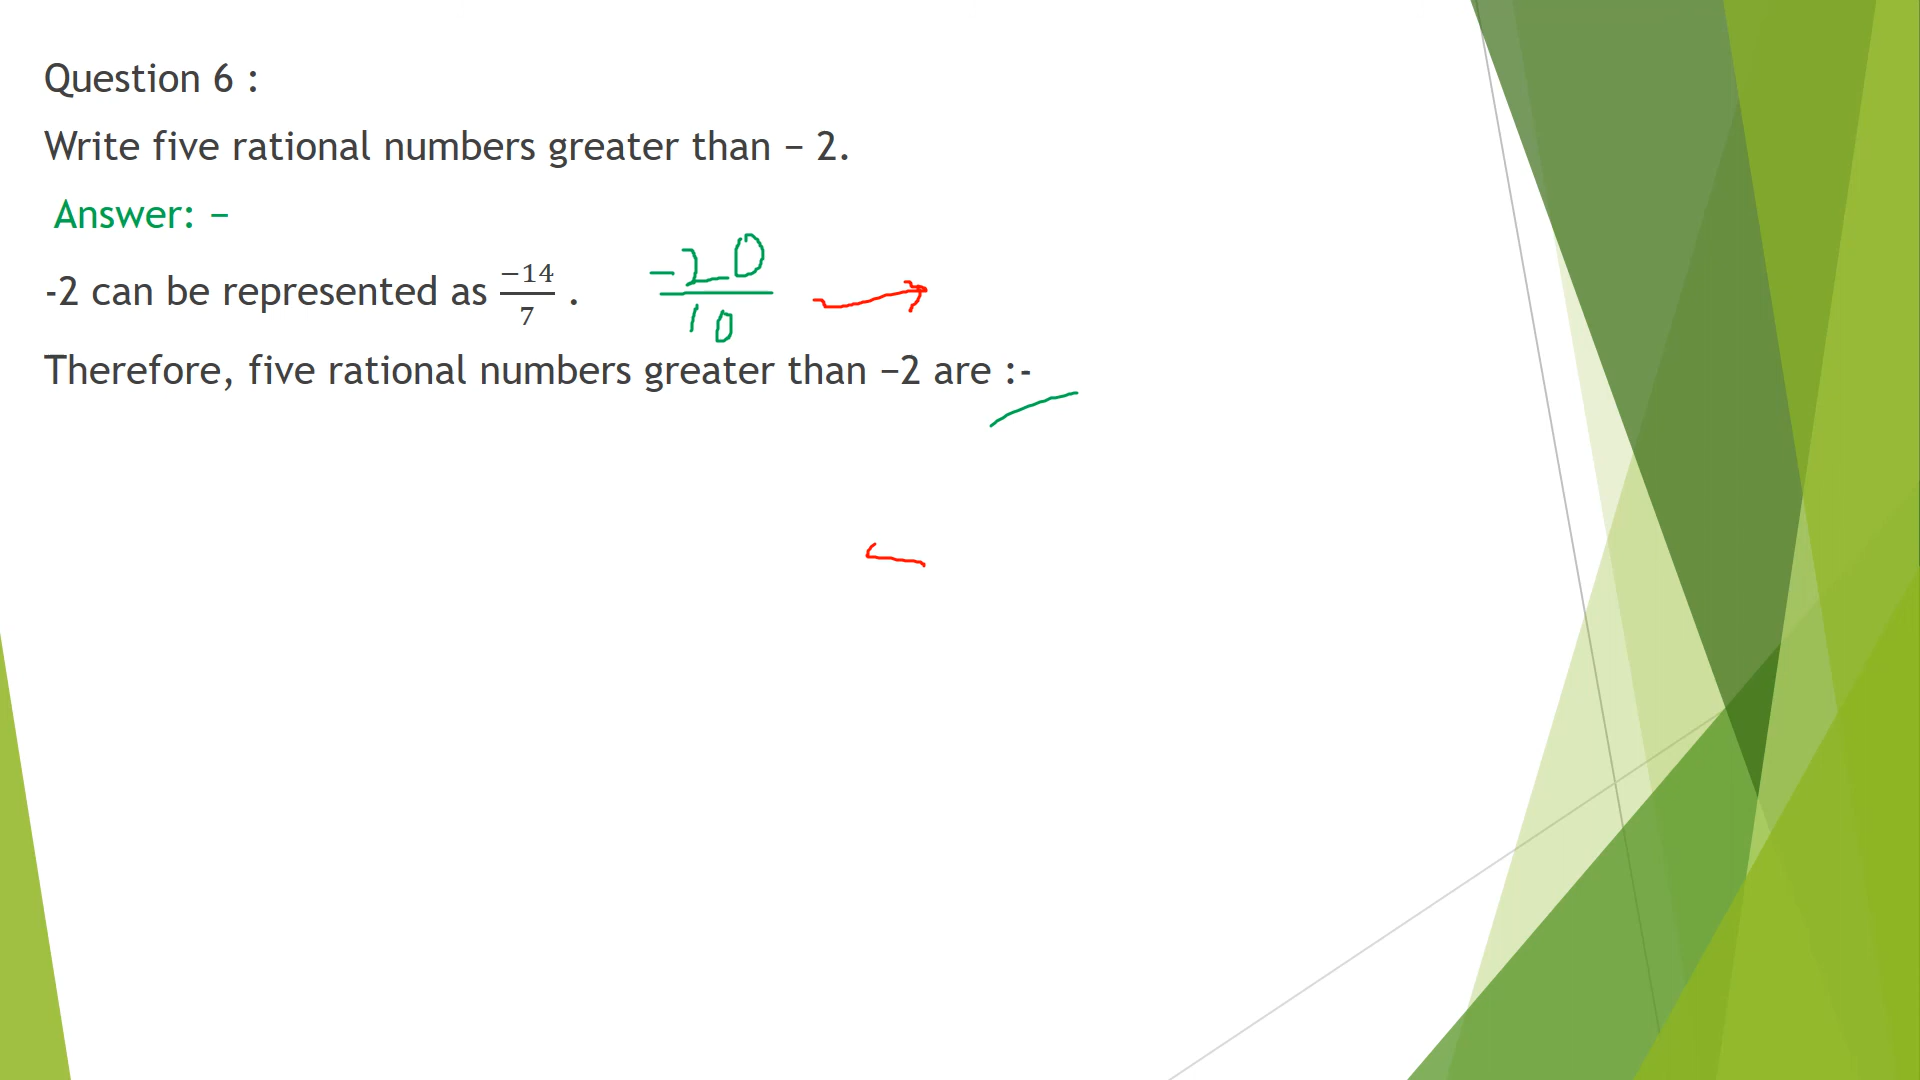 Question 6 :
Write five rational numbers greater than − 2.
Answer: −
-2 can be represented as −14/7 . −20/10
Therefore, five rational numbers greater than −2 are :-